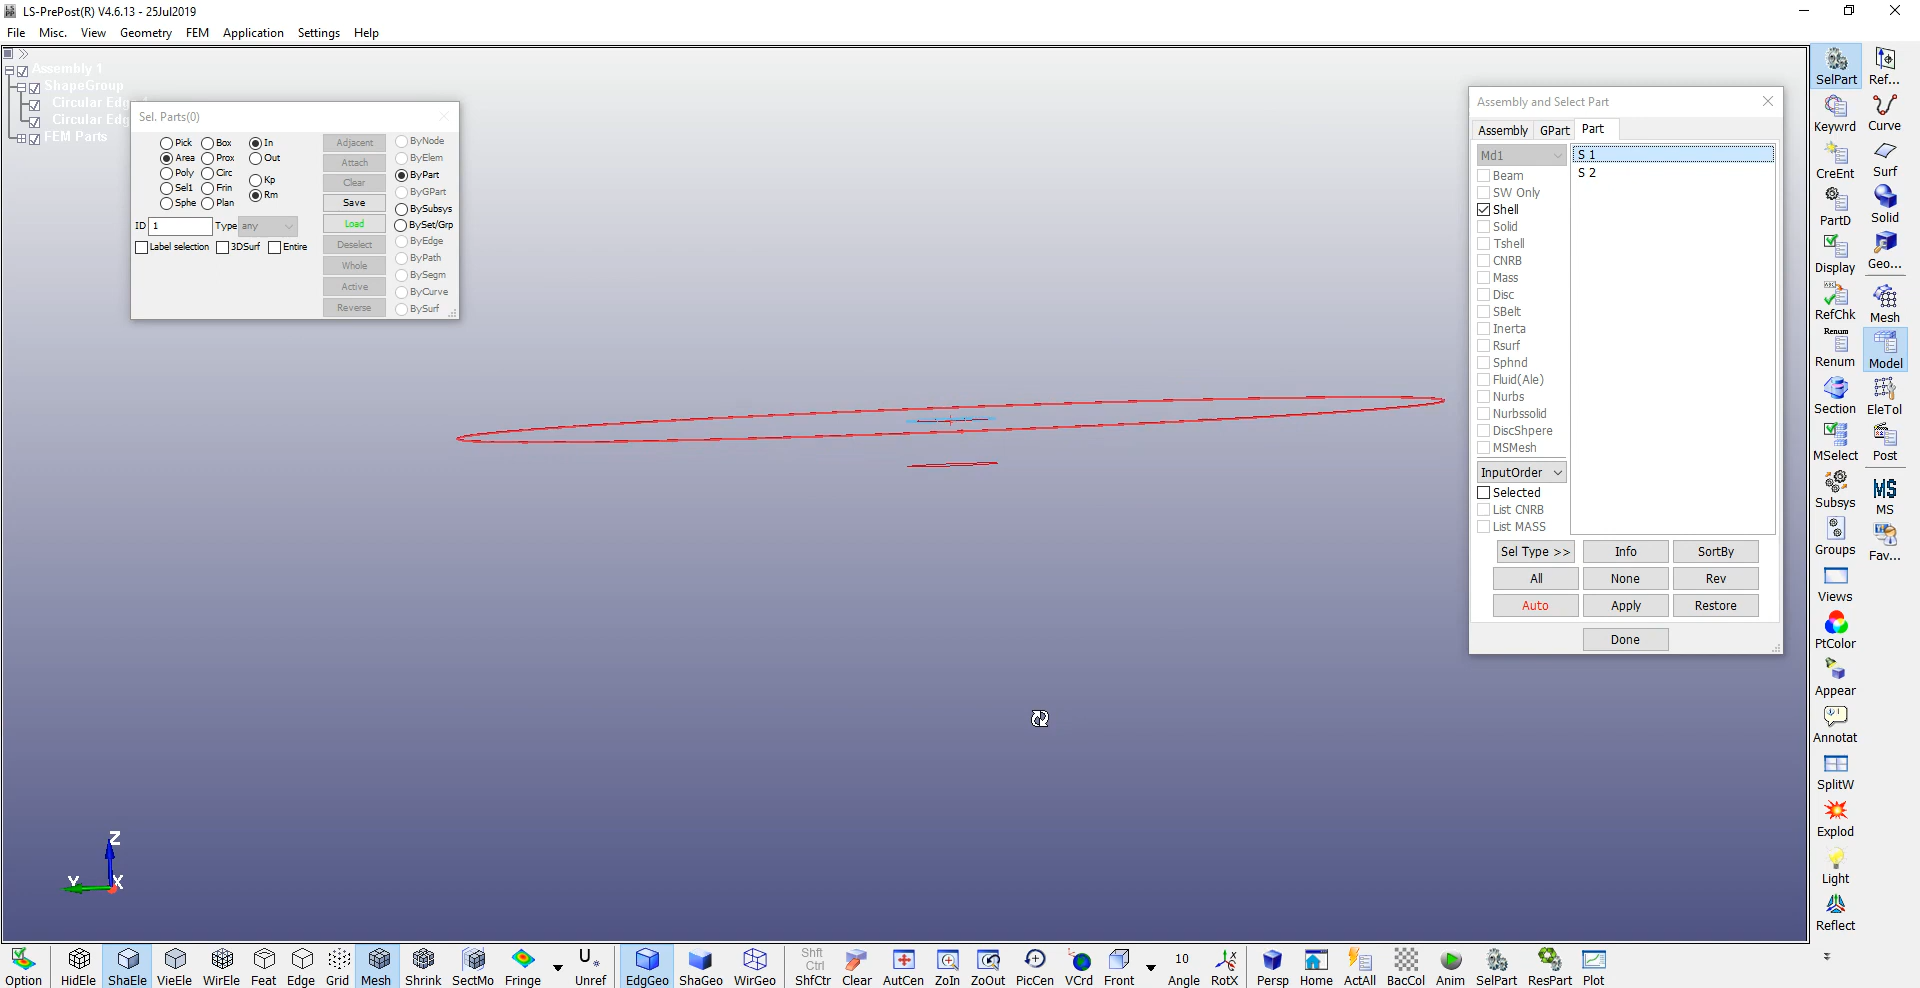 LS-PrePost(R) V4.6.13 - 25Jul2019
File Misc. View Geometry FEM Application Settings Help
Assembly 1
ShapeGroup
Circular Edg
Circular Edg
FEM Parts
Sel. Parts(0)
Pick Box In Adjacent ByNode
Area Prox Out Attach ByElem
Poly Circ Kp Clear ByPart
Sel1 Frin Rm Save ByGPart
Sphe Plan Load BySubsys
ID 1 Type any Deselect BySet/Grp
Label selection 3DSurf Entire Whole ByEdge
Active ByPath
Reverse BySegm
ByCurve
BySurf
Assembly and Select Part
Assembly GPart Part
Md1
Beam
SW Only
Shell
Solid
Tshell
CNRB
Mass
Disc
SBelt
Inerta
Rsurf
Sphnd
Fluid(Ale)
Nurbs
Nurbssolid
DiscShpere
MSMesh
InputOrder
Selected
List CNRB
List MASS
S 1
S 2
Sel Type >> Info SortBy
All None Rev
Auto Apply Restore
Done
SelPart Ref...
Keywrd Curve
CreEnt Surf
PartD Solid
Display Geo...
RefChk Mesh
Renum
Renum Model
Section EleTol
MSelect Post
Subsys MS
MS
Groups Fav...
Views
PtColor
Appear
Annotat
SplitW
Explod
Light
Reflect
Z
Y X
Shft
Ctrl
U
10
Option HidEle ShaEle VieEle WirEle Feat Edge Grid Mesh Shrink SectMo Fringe Unref EdgGeo ShaGeo WirGeo ShfCtr Clear AutCen ZoIn ZoOut PicCen VCrd Front Angle RotX Persp Home ActAll BacCol Anim SelPart ResPart Plot